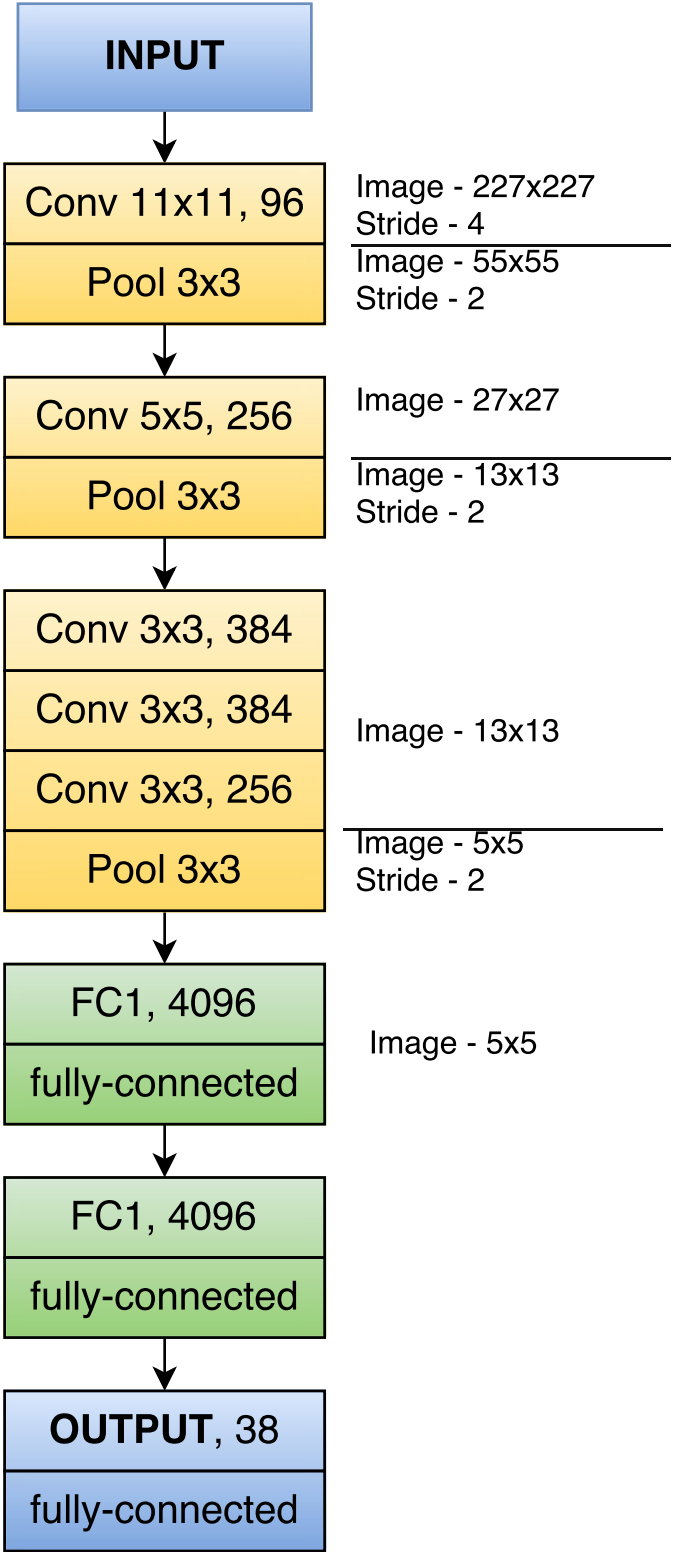 INPUT
Conv 11x11, 96
Image - 227x227
Stride - 4
Pool 3x3
Image - 55x55
Stride - 2
Conv 5x5, 256
Image - 27x27
Pool 3x3
Image - 13x13
Stride - 2
Conv 3x3, 384
Conv 3x3, 384
Conv 3x3, 256
Image - 13x13
Pool 3x3
Image - 5x5
Stride - 2
FC1, 4096
fully-connected
Image - 5x5
FC1, 4096
fully-connected
OUTPUT, 38
fully-connected